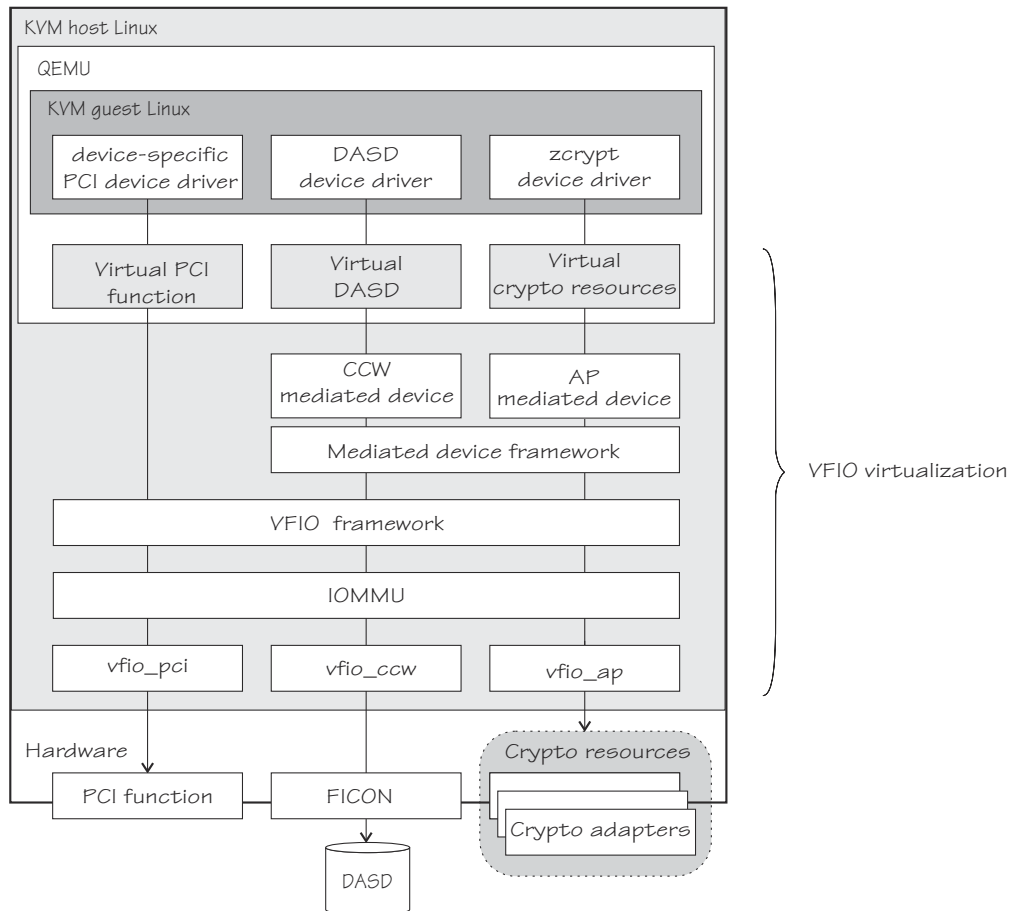 KVM host Linux
QEMU
KVM guest Linux
device-specific
PCI device driver
DASD
device driver
zcrypt
device driver
Virtual PCI
function
Virtual
DASD
Virtual
crypto resources
CCW
mediated device
AP
mediated device
Mediated device framework
VFIO virtualization
VFIO framework
IOMMU
vfio_pci
vfio_ccw
vfio_ap
Hardware
Crypto resources
PCI function
FICON
Crypto adapters
DASD